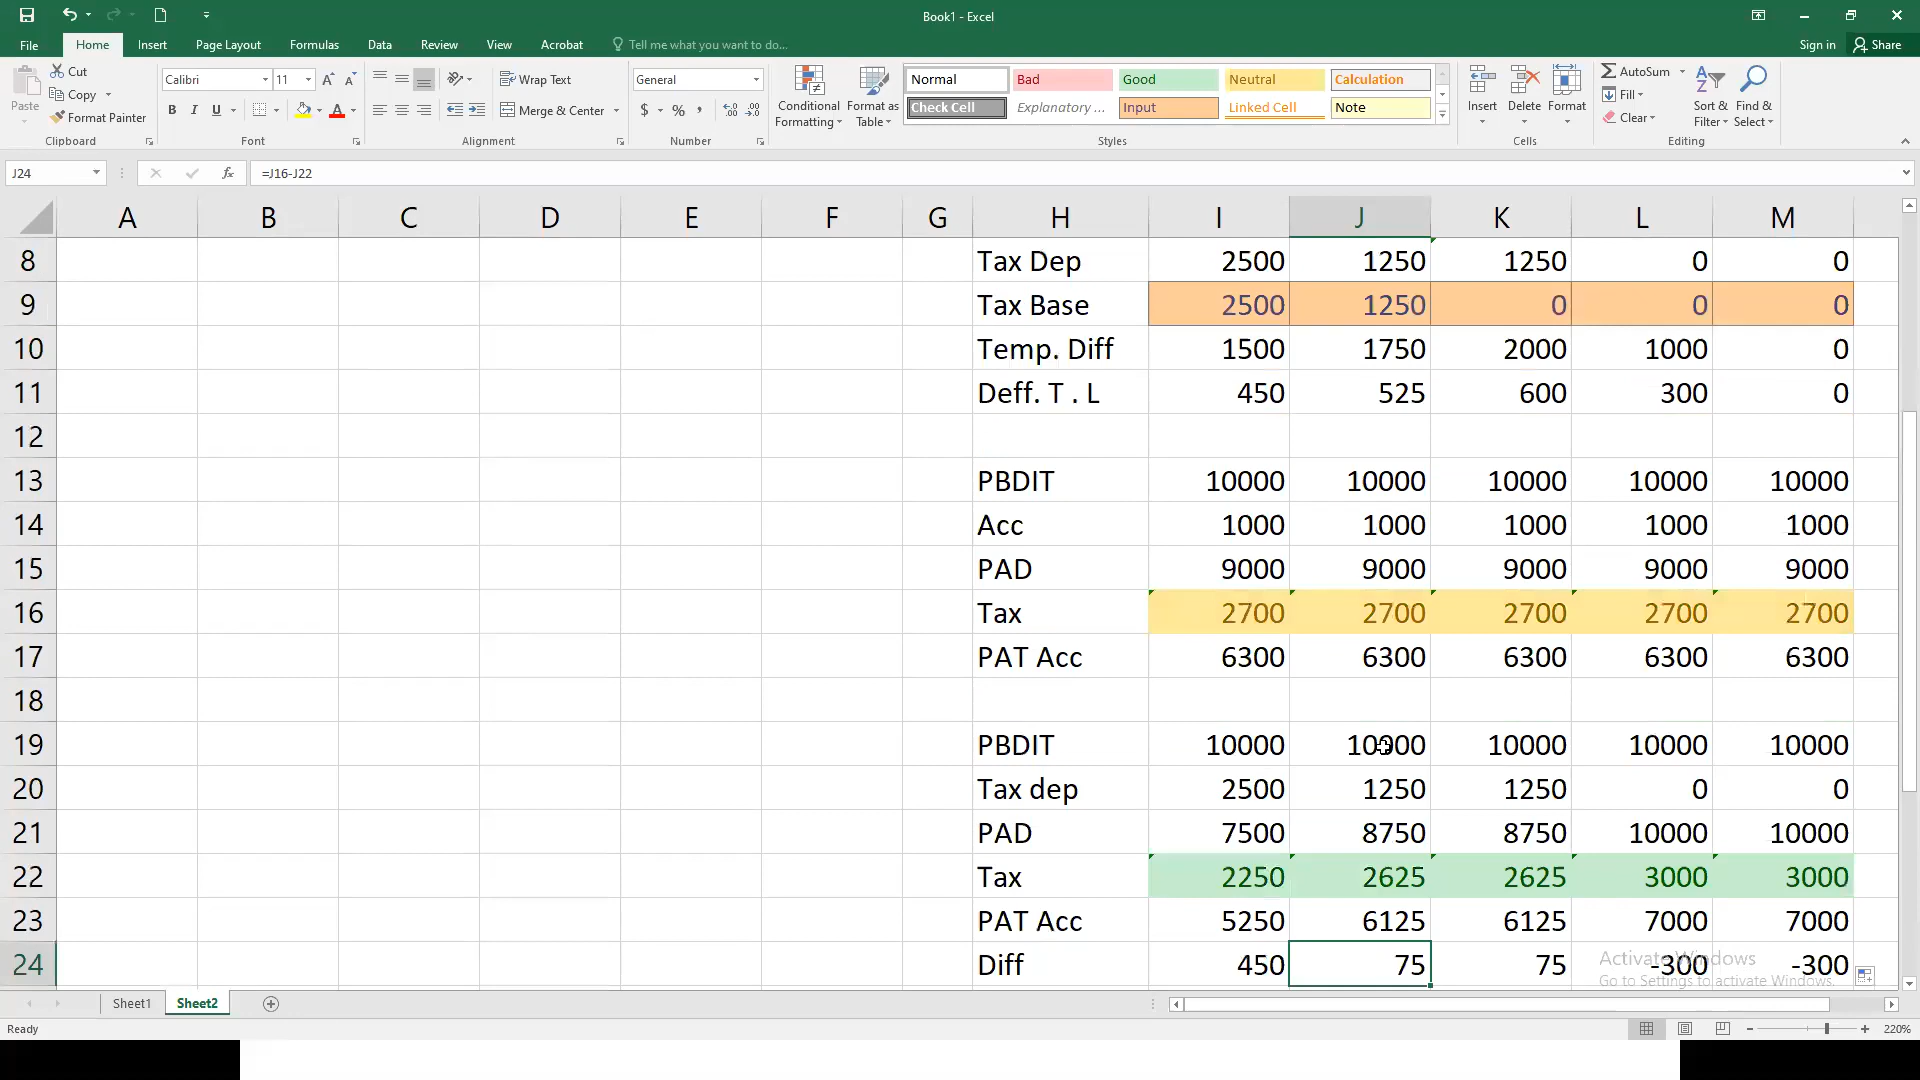 Book1 - Excel
File Home Insert Page Layout Formulas Data Review View Acrobat Tell me what you want to do... Sign in Share
Paste
Cut
Copy
Format Painter
Clipboard
Calibri 11
B I U
Font
Wrap Text
Merge & Center
Alignment
General
$ %
Number
Conditional Formatting
Format as Table
Normal Bad Good Neutral Calculation
Check Cell Explanatory ... Input Linked Cell Note
Styles
Insert Delete Format
Cells
AutoSum
Fill
Clear
Sort & Filter
Find & Select
Editing
J24 fx =J16-J22
A B C D E F G H I J K L M
8 Tax Dep 2500 1250 1250 0 0
9 Tax Base 2500 1250 0 0 0
10 Temp. Diff 1500 1750 2000 1000 0
11 Deff. T . L 450 525 600 300 0
12
13 PBDIT 10000 10000 10000 10000 10000
14 Acc 1000 1000 1000 1000 1000
15 PAD 9000 9000 9000 9000 9000
16 Tax 2700 2700 2700 2700 2700
17 PAT Acc 6300 6300 6300 6300 6300
18
19 PBDIT 10000 10000 10000 10000 10000
20 Tax dep 2500 1250 1250 0 0
21 PAD 7500 8750 8750 10000 10000
22 Tax 2250 2625 2625 3000 3000
23 PAT Acc 5250 6125 6125 7000 7000
24 Diff 450 75 75 -300 -300
Activate Windows
Go to Settings to activate Windows.
Sheet1 Sheet2
Ready 220%